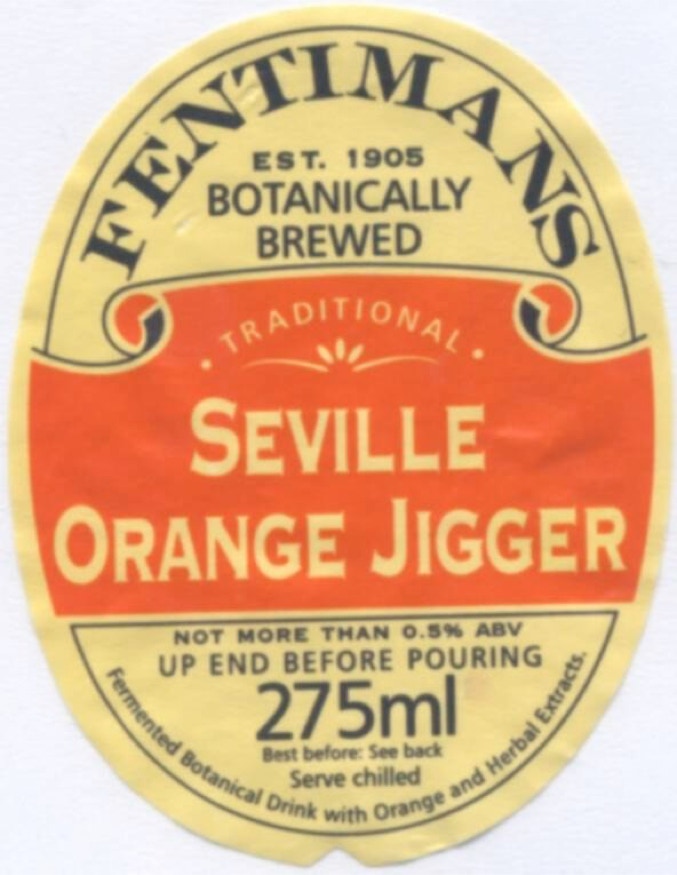 FENTIMANS
EST. 1905
BOTANICALLY
BREWED
• TRADITIONAL •
SEVILLE
ORANGE JIGGER
NOT MORE THAN 0.5% ABV
UP END BEFORE POURING
275ml
Best before: See back
Serve chilled
Fermented Botanical Drink with Orange and Herbal Extracts.